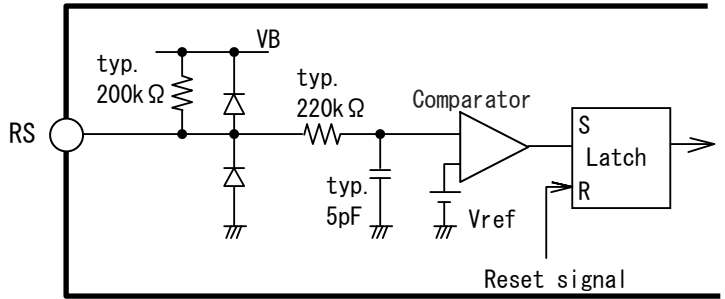 VB
typ.
200kΩ
typ.
220kΩ
Comparator
RS
S
Latch
R
typ.
5pF
Vref
Reset signal